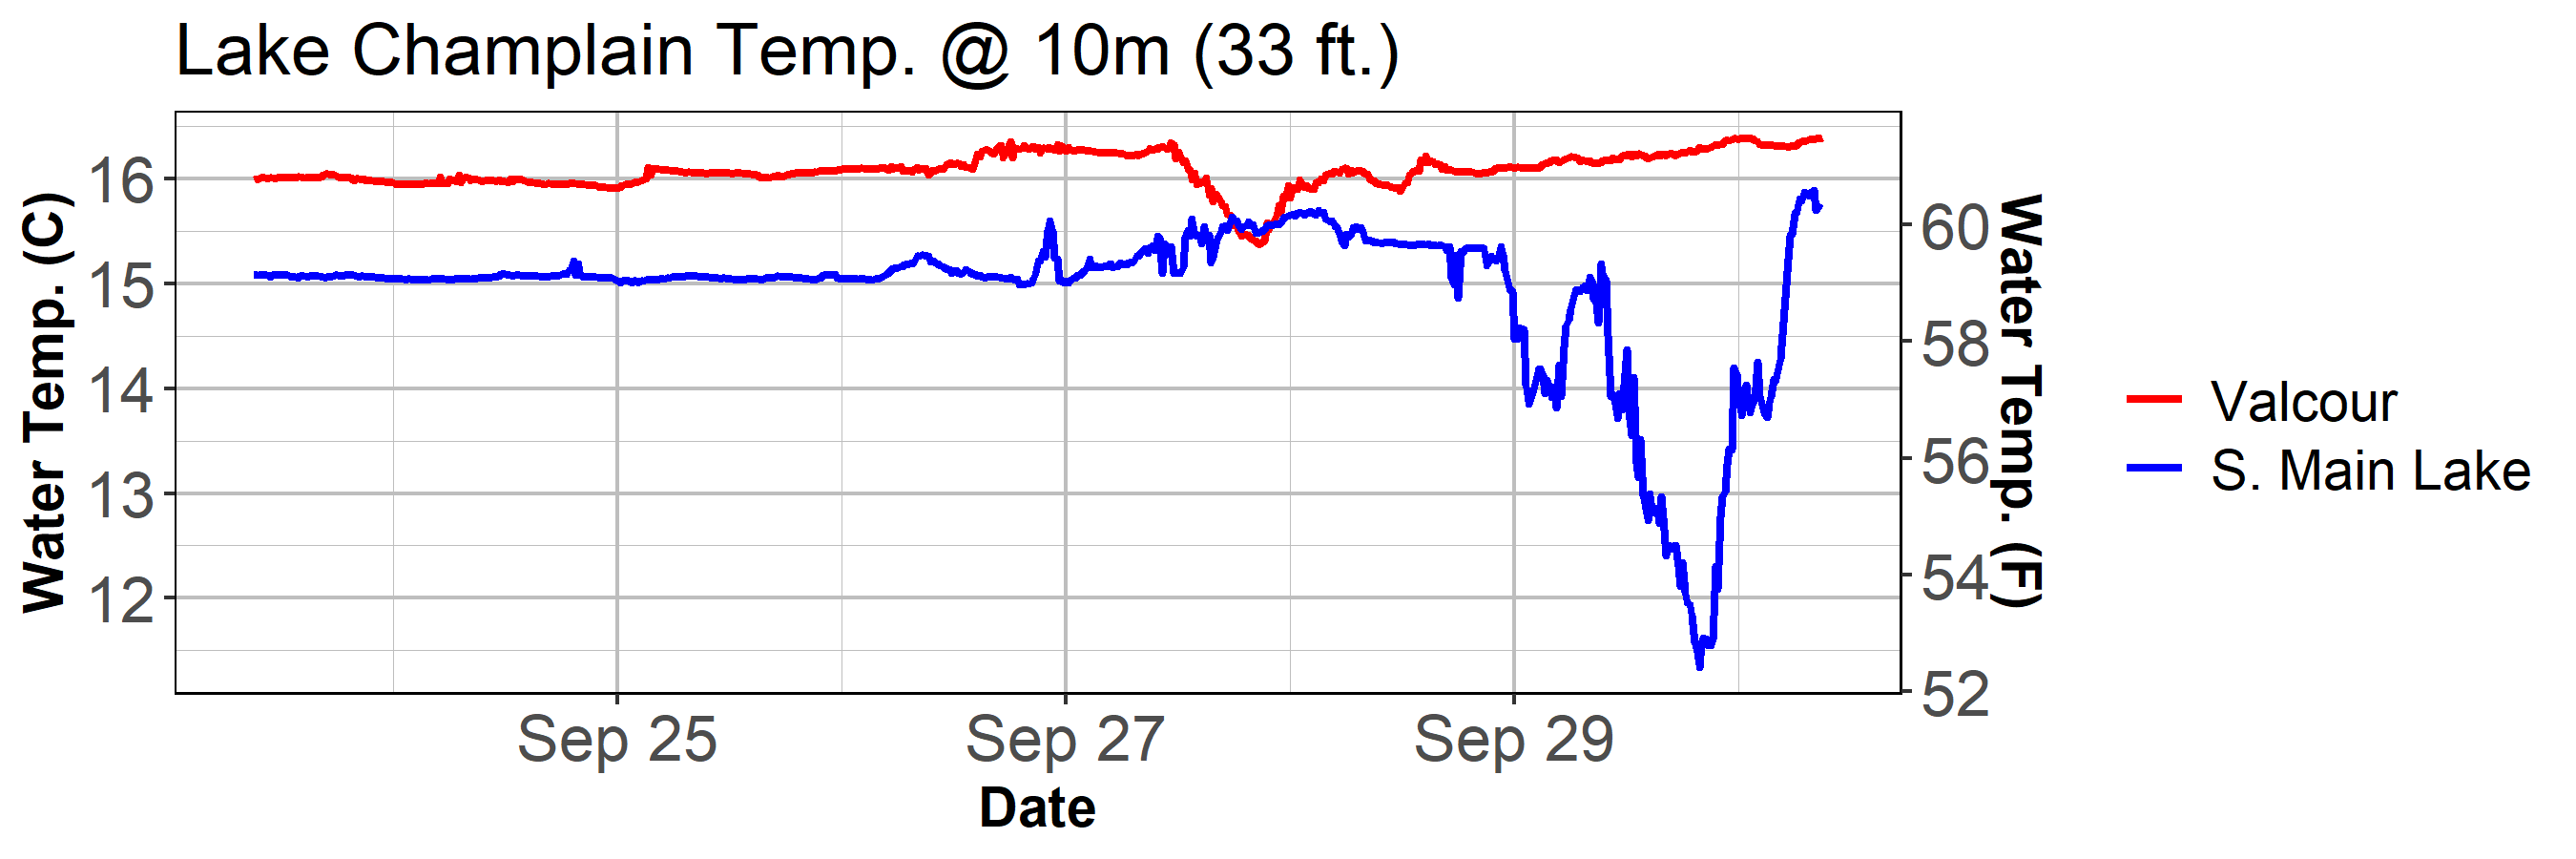 Lake Champlain Temp. @ 10m (33 ft.)
Water Temp. (C)
16
15
14
13
12
Water Temp. (F)
60
58
56
54
52
Sep 25
Sep 27
Sep 29
Date
Valcour
S. Main Lake